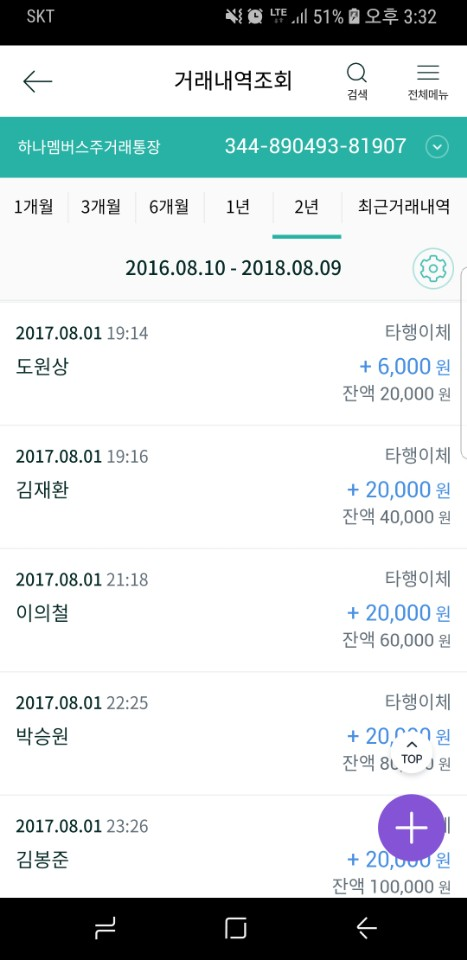 SKT LTE 51% 오후 3:32
거래내역조회
검색 전체메뉴
하나멤버스주거래통장 344-890493-81907
1개월 3개월 6개월 1년 2년 최근거래내역
2016.08.10 - 2018.08.09
2017.08.01 19:14 타행이체
도원상 + 6,000 원
잔액 20,000 원
2017.08.01 19:16 타행이체
김재환 + 20,000 원
잔액 40,000 원
2017.08.01 21:18 타행이체
이의철 + 20,000 원
잔액 60,000 원
2017.08.01 22:25 타행이체
박승원 + 20,000 원
TOP
잔액 원
2017.08.01 23:26
김봉준 + 20,000 원
잔액 100,000 원